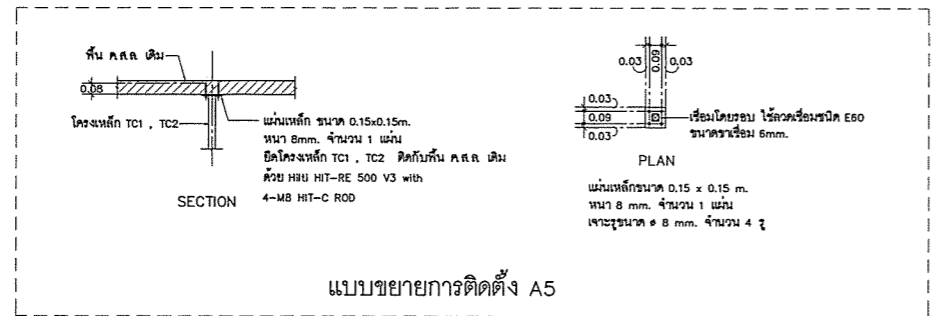 พื้น ค.ส.ล. เดิม
0.08
โครงเหล็ก TC1 , TC2
แผ่นเหล็ก ขนาด 0.15x0.15m.
หนา 8mm. จำนวน 1 แผ่น
ยึดโครงเหล็ก TC1 , TC2 ติดกับพื้น ค.ส.ล. เดิม
ด้วย Hilti HIT-RE 500 V3 with
4-M8 HIT-C ROD
SECTION
0.03
0.09
0.03
0.03
0.09
0.03
เชื่อมโดยรอบ ใช้ลวดเชื่อมชนิด E60
ขนาดขาเชื่อม 6mm.
PLAN
แผ่นเหล็กขนาด 0.15 x 0.15 m.
หนา 8 mm. จำนวน 1 แผ่น
เจาะรูขนาด ø 8 mm. จำนวน 4 รู
แบบขยายการติดตั้ง A5